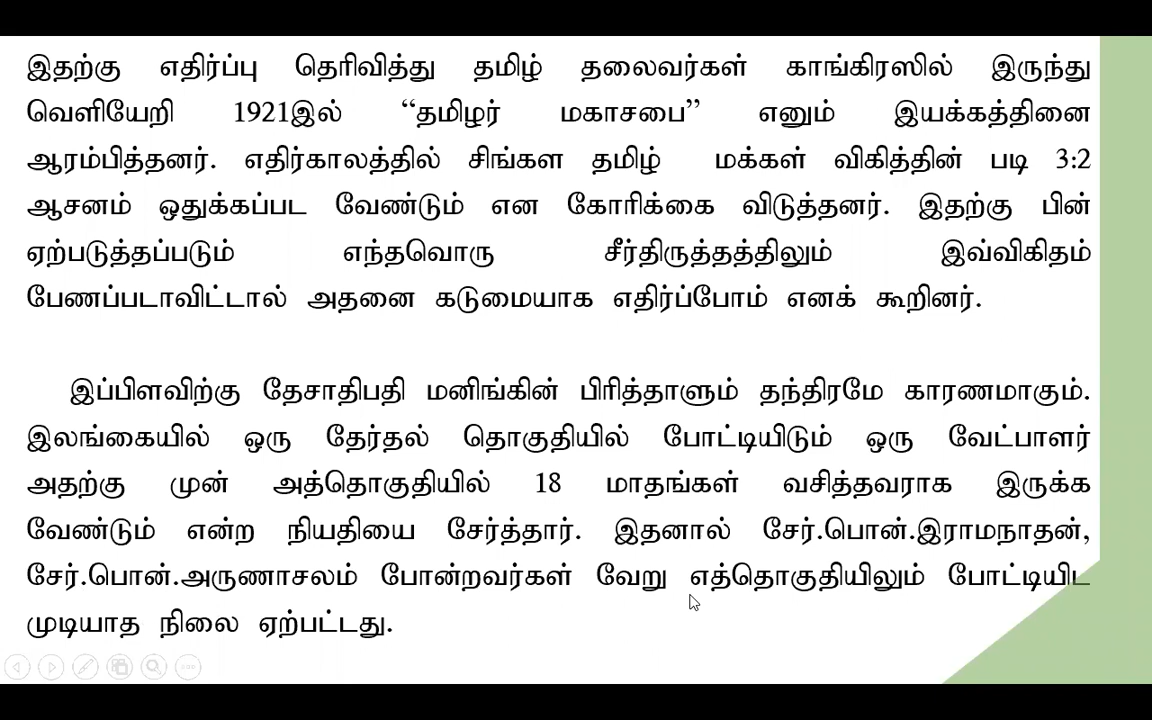 இதற்கு எதிர்ப்பு தெரிவித்து தமிழ் தலைவர்கள் காங்கிரஸில் இருந்து
வெளியேறி 1921இல் “தமிழர் மகாசபை” எனும் இயக்கத்தினை
ஆரம்பித்தனர். எதிர்காலத்தில் சிங்கள தமிழ் மக்கள் விகித்தின் படி 3:2
ஆசனம் ஒதுக்கப்பட வேண்டும் என கோரிக்கை விடுத்தனர். இதற்கு பின்
ஏற்படுத்தப்படும் எந்தவொரு சீர்திருத்தத்திலும் இவ்விகிதம்
பேணப்படாவிட்டால் அதனை கடுமையாக எதிர்ப்போம் எனக் கூறினர்.
இப்பிளவிற்கு தேசாதிபதி மனிங்கின் பிரித்தாளும் தந்திரமே காரணமாகும்.
இலங்கையில் ஒரு தேர்தல் தொகுதியில் போட்டியிடும் ஒரு வேட்பாளர்
அதற்கு முன் அத்தொகுதியில் 18 மாதங்கள் வசித்தவராக இருக்க
வேண்டும் என்ற நியதியை சேர்த்தார். இதனால் சேர்.பொன்.இராமநாதன்,
சேர்.பொன்.அருணாசலம் போன்றவர்கள் வேறு எத்தொகுதியிலும் போட்டியிட
முடியாத நிலை ஏற்பட்டது.